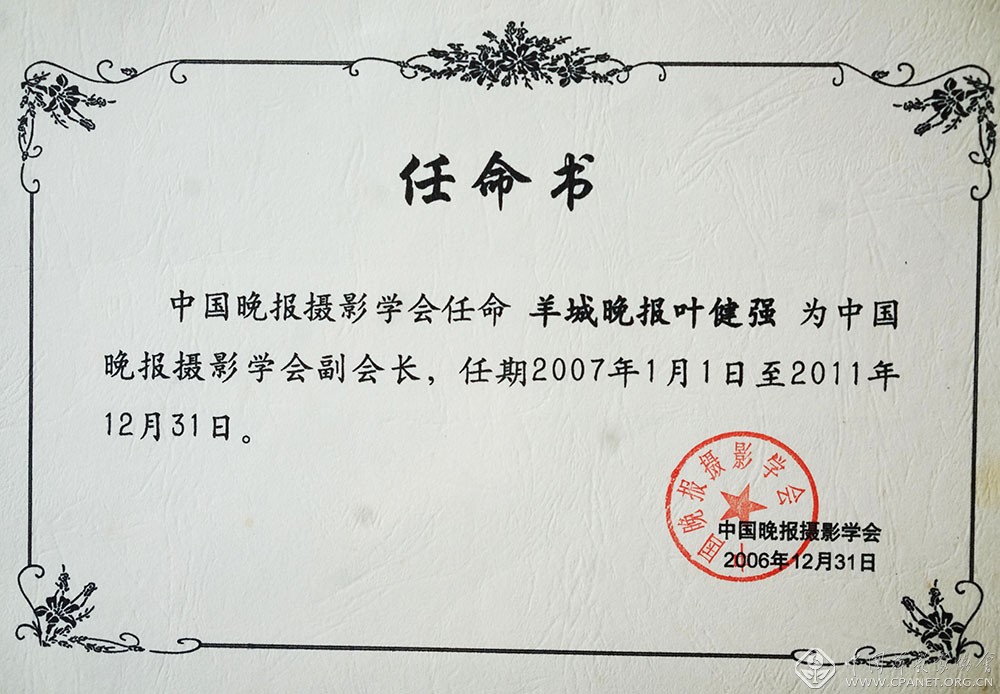 任命书
中国晚报摄影学会任命 羊城晚报叶健强 为中国
晚报摄影学会副会长，任期2007年1月1日至2011年
12月31日。
中国晚报摄影学会
中国晚报摄影学会
2006年12月31日
WWW.CPANET.ORG.CN